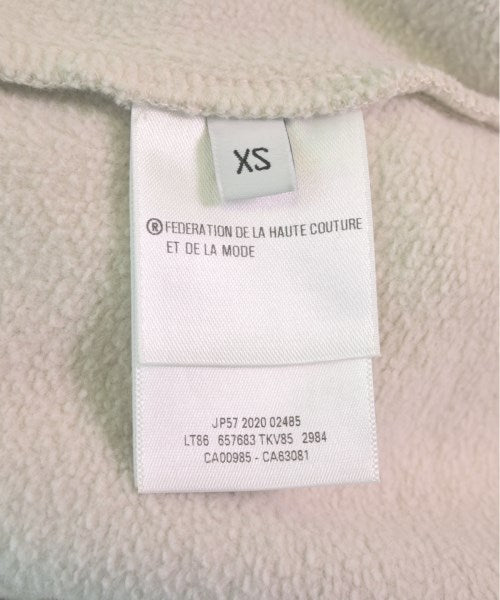 XS
®FEDERATION DE LA HAUTE COUTURE
ET DE LA MODE
JP57 2020 02485
LT86 657683 TKV85 2984
CA00985 - CA63081